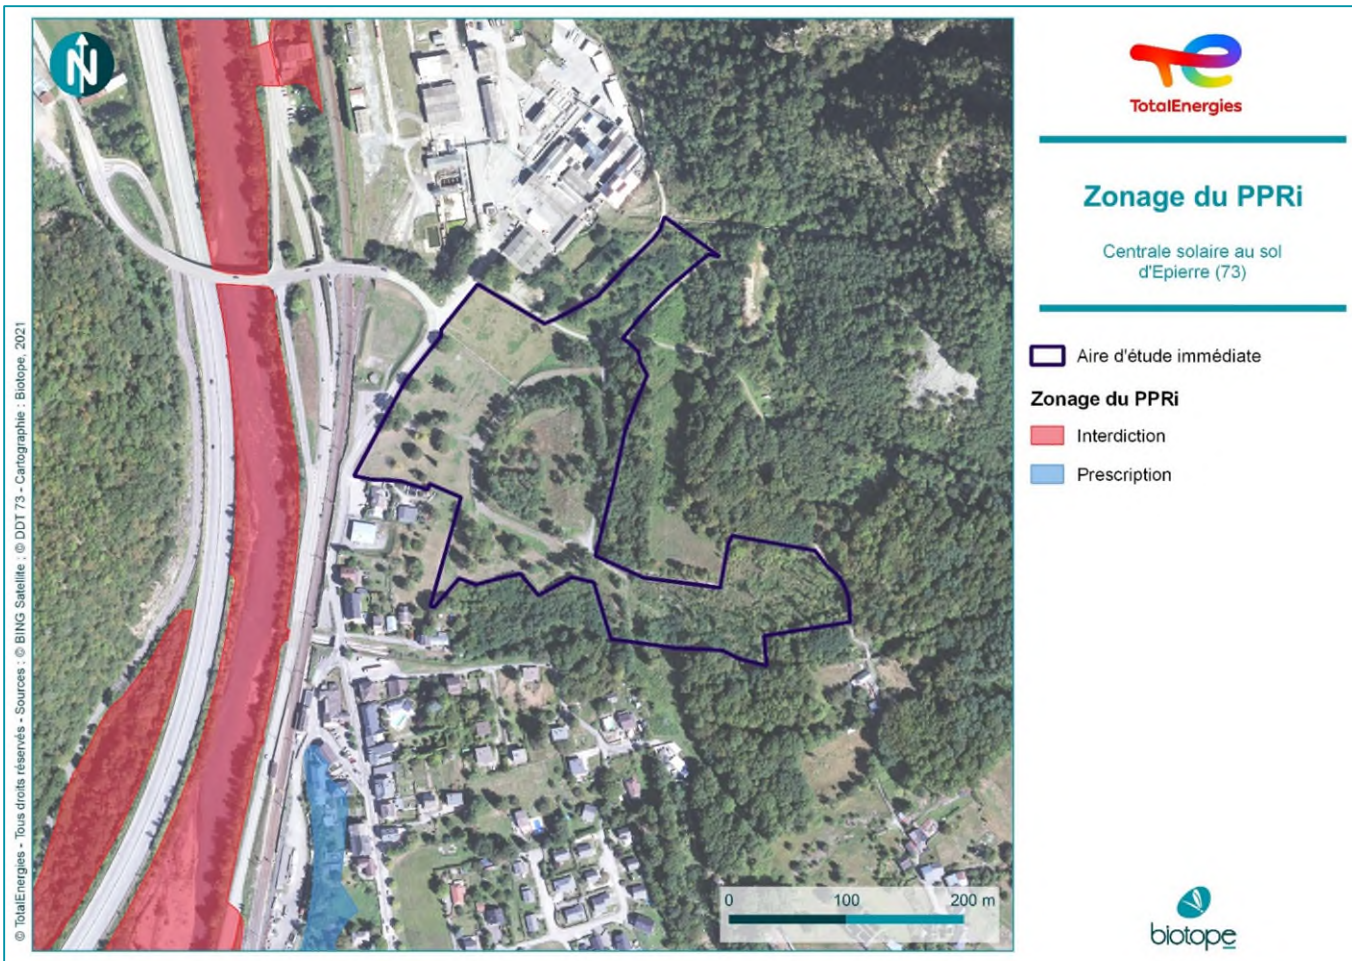 N
TotalEnergies
Zonage du PPRi
Centrale solaire au sol
d'Epierre (73)
Aire d'étude immédiate
Zonage du PPRi
Interdiction
Prescription
0 100 200 m
biotope
© TotalEnergies - Tous droits réservés - Sources : © BING Satellite ; © DDT 73 - Cartographie : Biotope, 2021